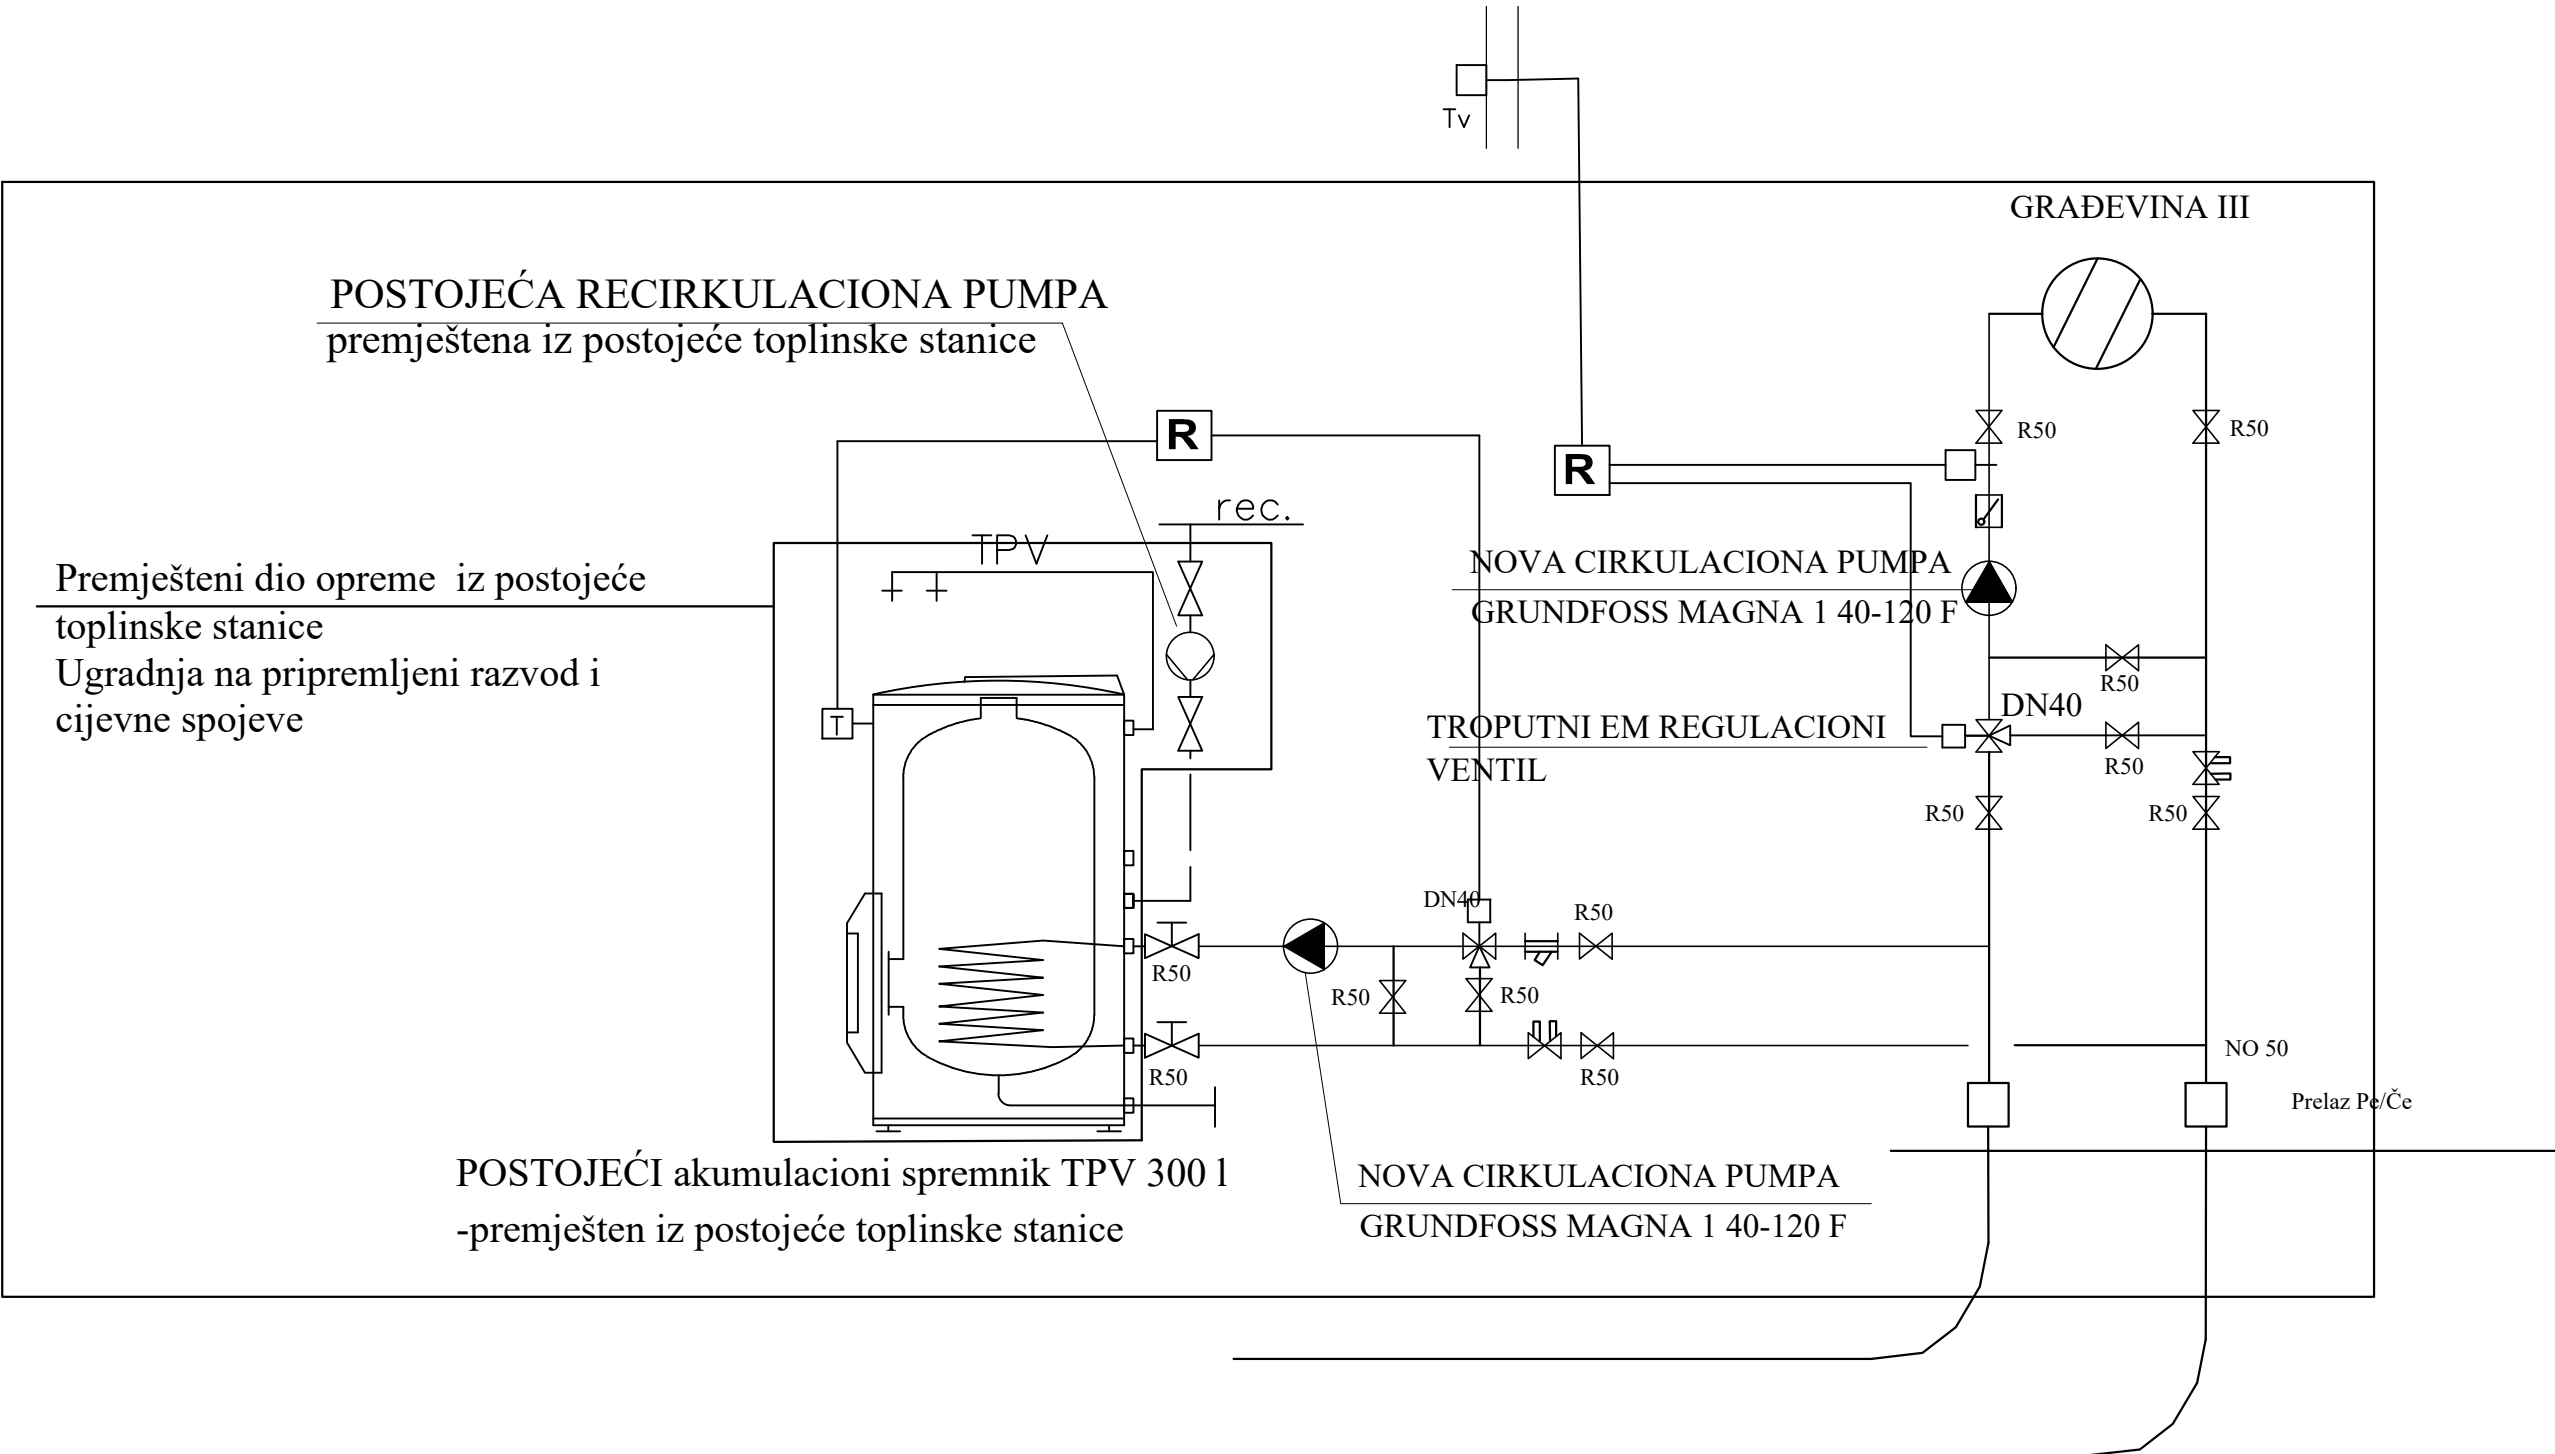 Tv
GRAĐEVINA III
POSTOJEĆA RECIRKULACIONA PUMPA
premještena iz postojeće toplinske stanice
R
R
R50
R50
rec.
TPV
NOVA CIRKULACIONA PUMPA
GRUNDFOSS MAGNA 1 40-120 F
Premješteni dio opreme iz postojeće
toplinske stanice
Ugradnja na pripremljeni razvod i
cijevne spojeve
T
R50
DN40
TROPUTNI EM REGULACIONI
VENTIL
R50
R50
R50
DN40
R50
R50
R50
R50
R50
R50
NO 50
Prelaz Pe/Če
POSTOJEĆI akumulacioni spremnik TPV 300 l
-premješten iz postojeće toplinske stanice
NOVA CIRKULACIONA PUMPA
GRUNDFOSS MAGNA 1 40-120 F